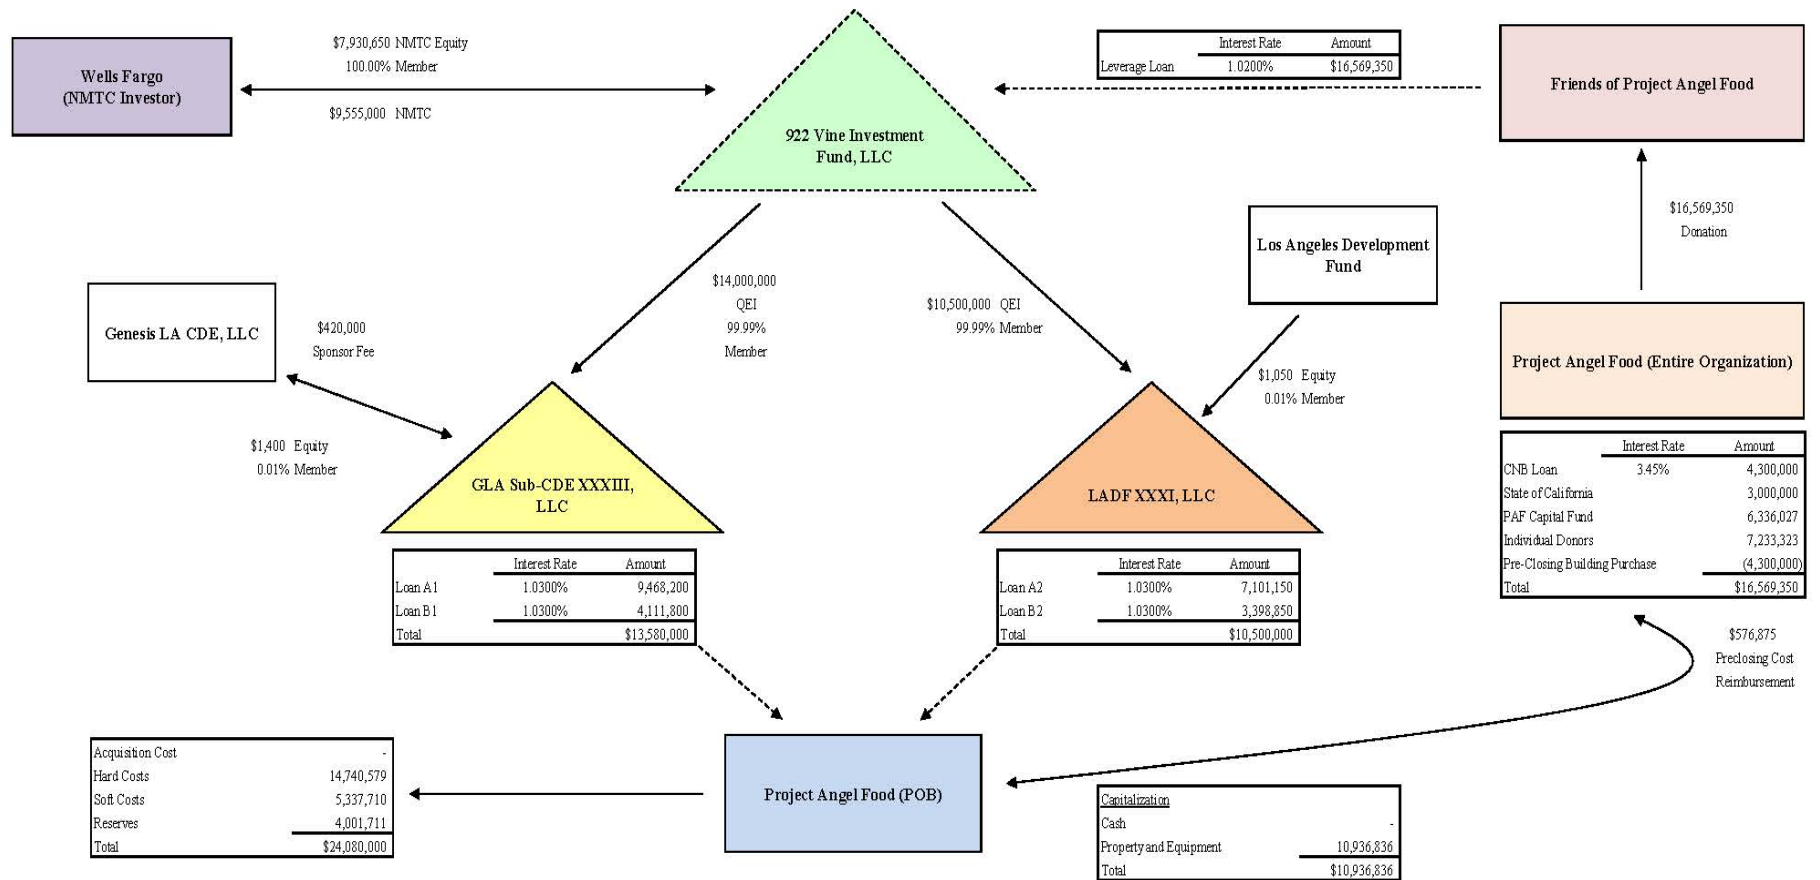 Wells Fargo
(NMTC Investor)
$7,930,650 NMTC Equity
100.00% Member
$9,555,000 NMTC
922 Vine Investment
Fund, LLC
Interest Rate Amount
Leverage Loan 1.0200% $16,569,350
Friends of Project Angel Food
$16,569,350
Donation
Los Angeles Development
Fund
$14,000,000
QEI
99.99%
Member
$10,500,000 QEI
99.99% Member
Genesis LA CDE, LLC
$420,000
Sponsor Fee
$1,400 Equity
0.01% Member
$1,050 Equity
0.01% Member
Project Angel Food (Entire Organization)
GLA Sub-CDE XXXIII,
LLC
LADF XXXI, LLC
Interest Rate Amount
CNB Loan 3.45% 4,300,000
State of California 3,000,000
PAF Capital Fund 6,336,027
Individual Donors 7,233,323
Pre-Closing Building Purchase (4,300,000)
Total $16,569,350
Interest Rate Amount
Loan A1 1.0300% 9,468,200
Loan B1 1.0300% 4,111,800
Total $13,580,000
Interest Rate Amount
Loan A2 1.0300% 7,101,150
Loan B2 1.0300% 3,398,850
Total $10,500,000
$576,875
Preclosing Cost
Reimbursement
Acquisition Cost -
Hard Costs 14,740,579
Soft Costs 5,337,710
Reserves 4,001,711
Total $24,080,000
Project Angel Food (POB)
Capitalization
Cash -
Property and Equipment 10,936,836
Total $10,936,836